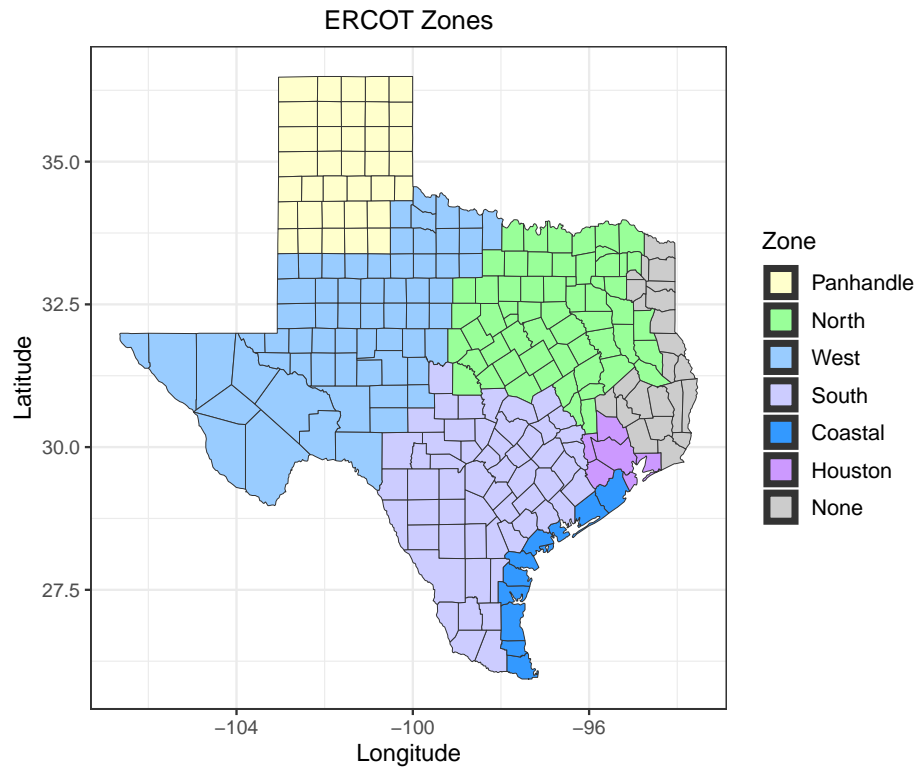 ERCOT Zones
35.0
32.5
30.0
27.5
Latitude
−104
−100
−96
Longitude
Zone
Panhandle
North
West
South
Coastal
Houston
None